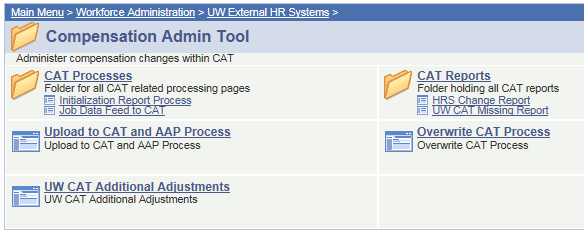 Main Menu > Workforce Administration > UW External HR Systems >
Compensation Admin Tool
Administer compensation changes within CAT
CAT Processes
Folder for all CAT related processing pages
Initialization Report Process
Job Data Feed to CAT
CAT Reports
Folder holding all CAT reports
HRS Change Report
UW CAT Missing Report
Upload to CAT and AAP Process
Upload to CAT and AAP Process
Overwrite CAT Process
Overwrite CAT Process
UW CAT Additional Adjustments
UW CAT Additional Adjustments